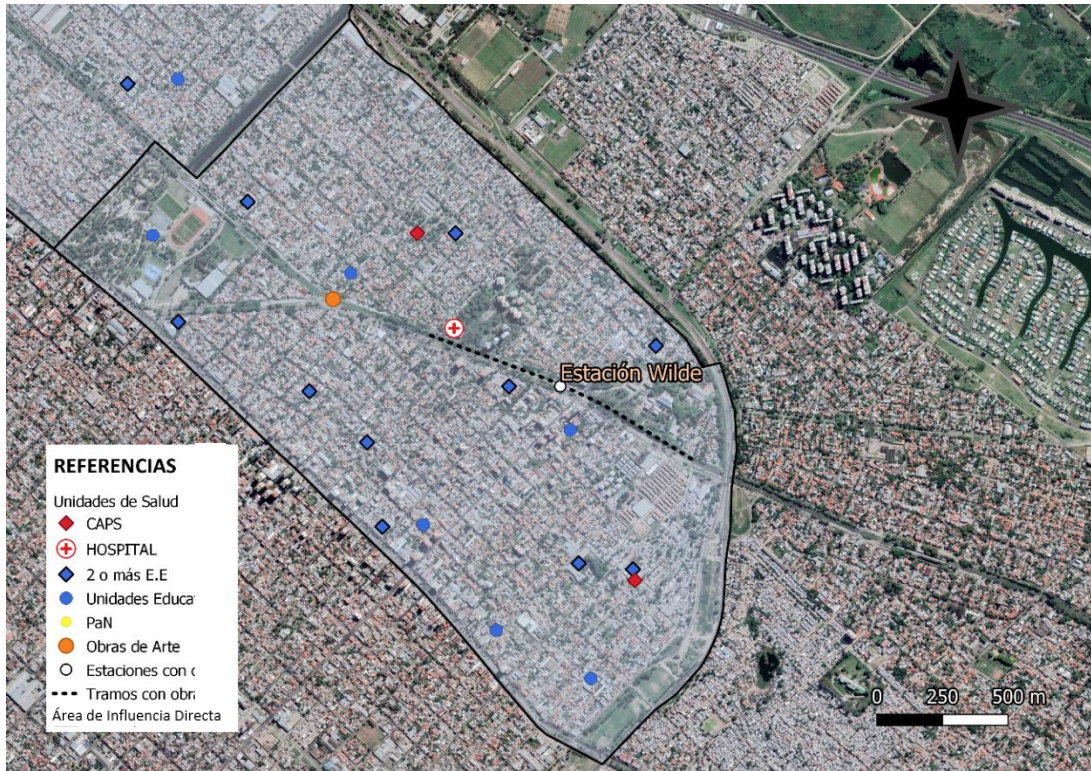 Estación Wilde
REFERENCIAS
Unidades de Salud
CAPS
HOSPITAL
2 o más E.E
Unidades Educa
PaN
Obras de Arte
Estaciones con
Tramos con obra
Área de Influencia Directa
0 250 500 m